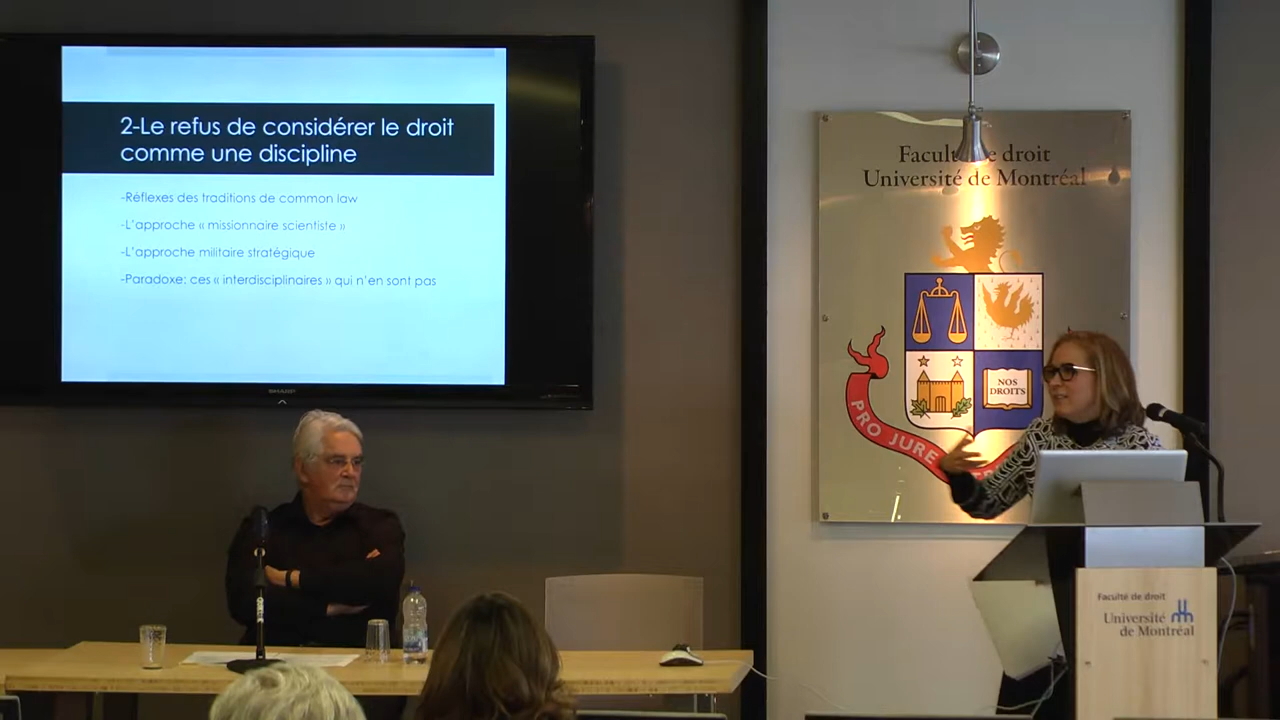 2-Le refus de considérer le droit
comme une discipline
-Réflexes des traditions de common law
-L'approche « missionnaire scientiste »
-L'approche militaire stratégique
-Paradoxe: ces « interdisciplinaires » qui n'en sont pas
SHARP
Faculté de droit
Université de Montréal
NOS
DROITS
PRO JURE
Faculté de droit
Université
de Montréal